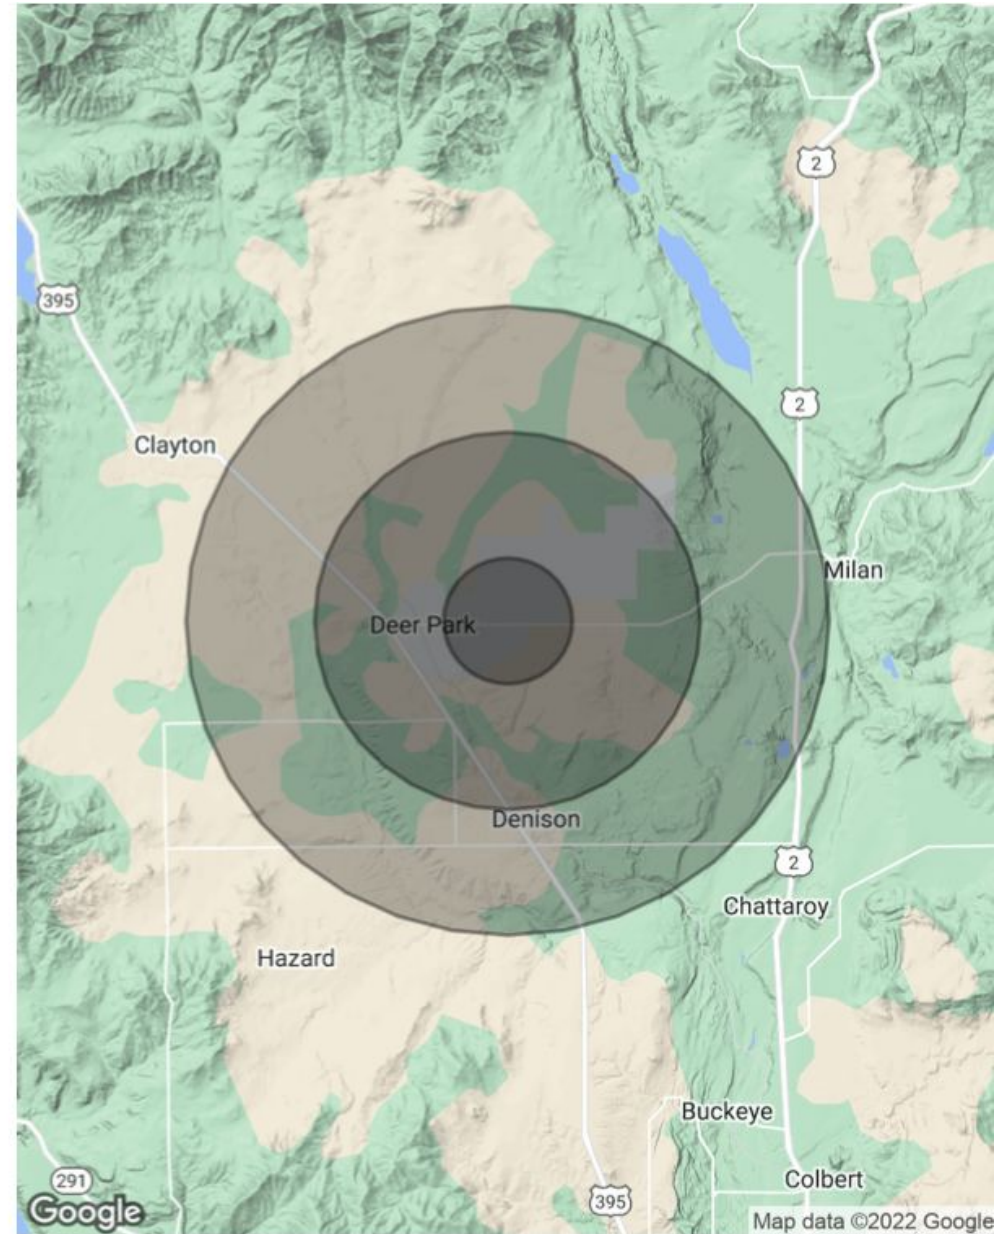 2
395
2
Clayton
Milan
Deer Park
Denison
2
Chattaroy
Hazard
Buckeye
291
Colbert
395
Google
Map data ©2022 Google